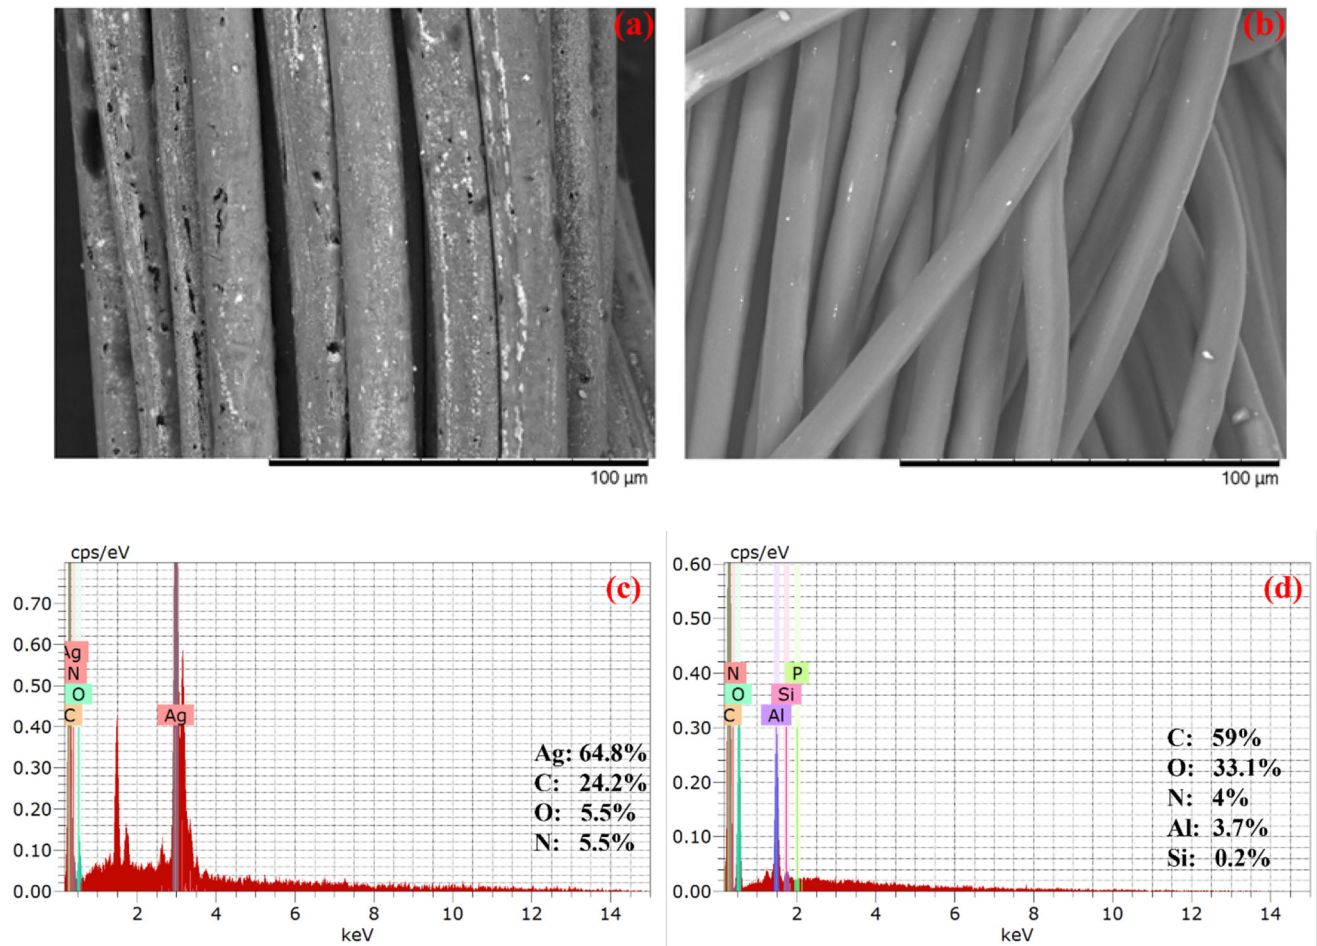 (a)
(b)
100 µm
100 µm
cps/eV
(c)
0.70
0.60
0.50
0.40
0.30
0.20
0.10
0.00
Ag
N
O
C
Ag
Ag: 64.8%
C: 24.2%
O: 5.5%
N: 5.5%
2 4 6 8 10 12 14
keV
cps/eV
(d)
0.60
0.50
0.40
0.30
0.20
0.10
0.00
N
O
C
P
Si
Al
C: 59%
O: 33.1%
N: 4%
Al: 3.7%
Si: 0.2%
2 4 6 8 10 12 14
keV